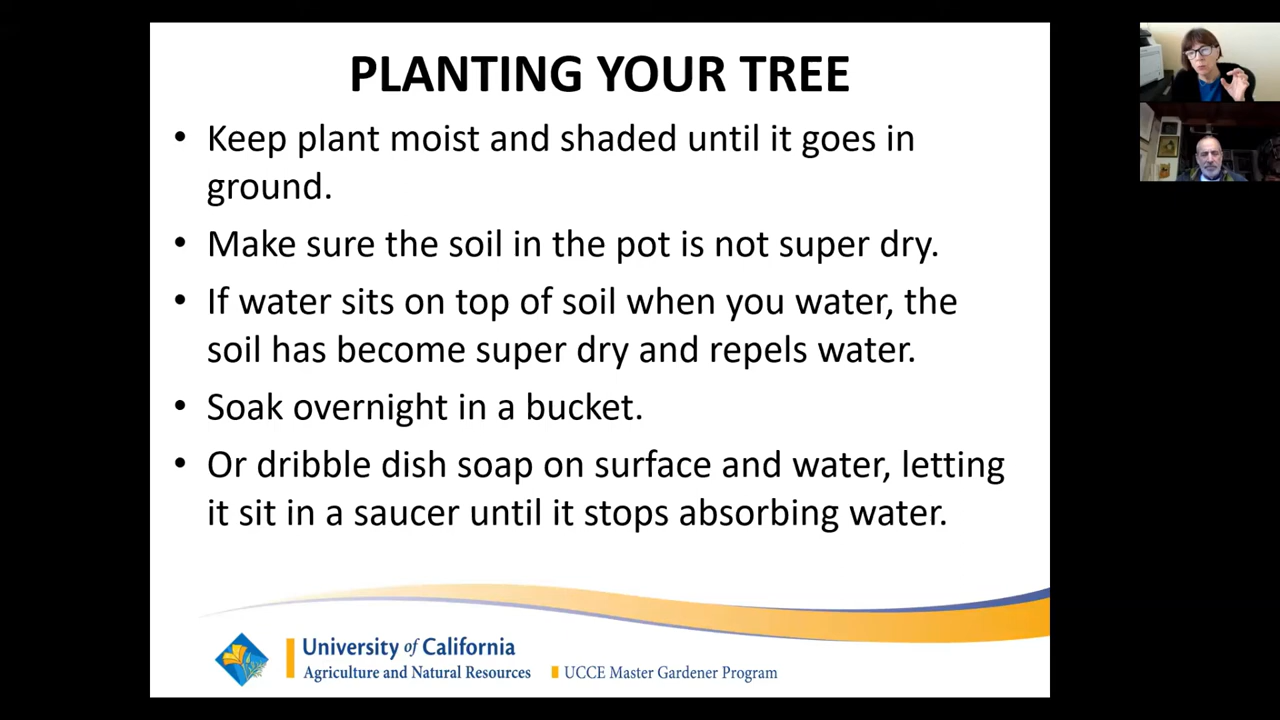 PLANTING YOUR TREE
• Keep plant moist and shaded until it goes in
ground.
• Make sure the soil in the pot is not super dry.
• If water sits on top of soil when you water, the
soil has become super dry and repels water.
• Soak overnight in a bucket.
• Or dribble dish soap on surface and water, letting
it sit in a saucer until it stops absorbing water.
University of California
Agriculture and Natural Resources
UCCE Master Gardener Program